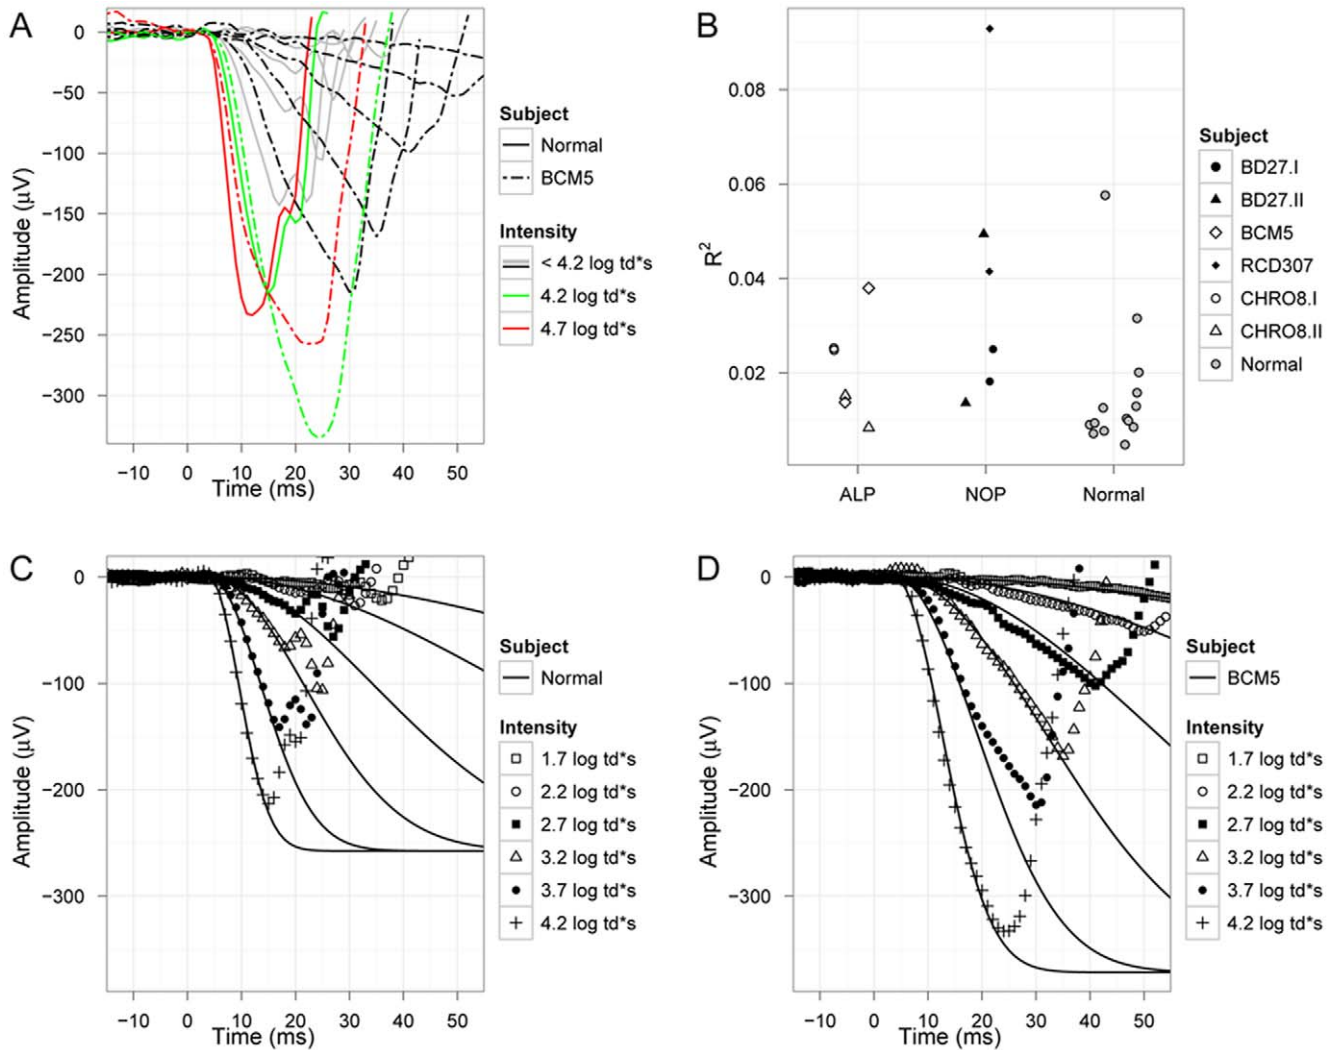 A
0
−50
−100
−150
−200
−250
−300
Amplitude (μV)
−10 0 10 20 30 40 50
Time (ms)
Subject
Normal
BCM5
Intensity
< 4.2 log td*s
4.2 log td*s
4.7 log td*s
B
0.08
0.06
0.04
0.02
R²
ALP NOP Normal
Subject
BD27.I
BD27.II
BCM5
RCD307
CHRO8.I
CHRO8.II
Normal
C
0
−100
−200
−300
Amplitude (μV)
−10 0 10 20 30 40 50
Time (ms)
Subject
Normal
Intensity
1.7 log td*s
2.2 log td*s
2.7 log td*s
3.2 log td*s
3.7 log td*s
4.2 log td*s
D
0
−100
−200
−300
Amplitude (μV)
−10 0 10 20 30 40 50
Time (ms)
Subject
BCM5
Intensity
1.7 log td*s
2.2 log td*s
2.7 log td*s
3.2 log td*s
3.7 log td*s
4.2 log td*s